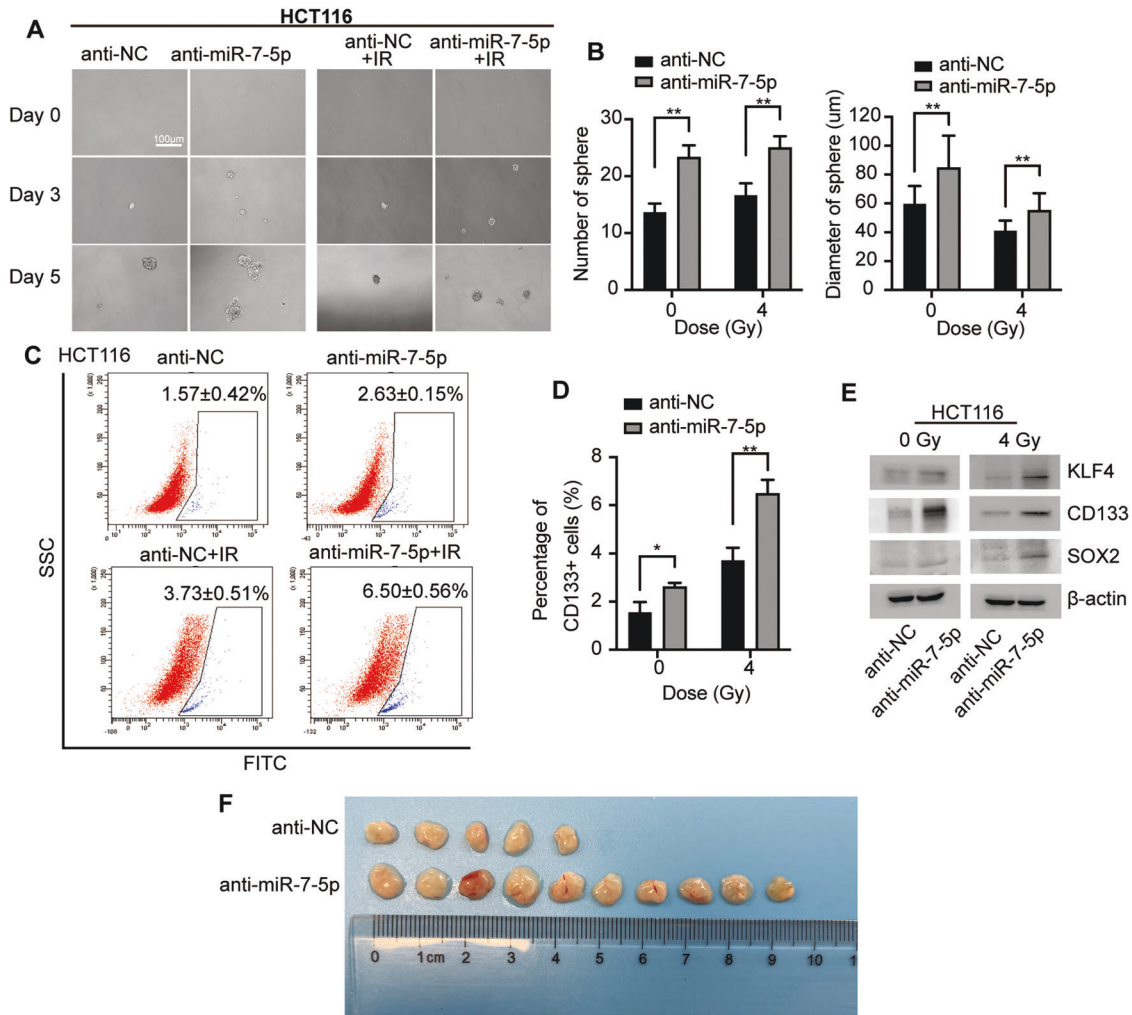 A
HCT116
anti-NC
anti-miR-7-5p
anti-NC
+IR
anti-miR-7-5p
+IR
Day 0
100μm
Day 3
Day 5
B
anti-NC
anti-miR-7-5p
Number of sphere
30
20
10
0
**
**
0
4
Dose (Gy)
anti-NC
anti-miR-7-5p
Diameter of sphere (um)
120
100
80
60
40
20
0
**
**
0
4
Dose (Gy)
C
HCT116
anti-NC
1.57±0.42%
anti-miR-7-5p
2.63±0.15%
anti-NC+IR
3.73±0.51%
anti-miR-7-5p+IR
6.50±0.56%
(x 1,000)
250
200
150
100
50
SSC
FITC
D
anti-NC
anti-miR-7-5p
Percentage of
CD133+ cells (%)
8
6
4
2
0
*
**
0
4
Dose (Gy)
E
HCT116
0 Gy
4 Gy
KLF4
CD133
SOX2
β-actin
anti-NC
anti-miR-7-5p
anti-NC
anti-miR-7-5p
F
anti-NC
anti-miR-7-5p
0 1cm 2 3 4 5 6 7 8 9 10